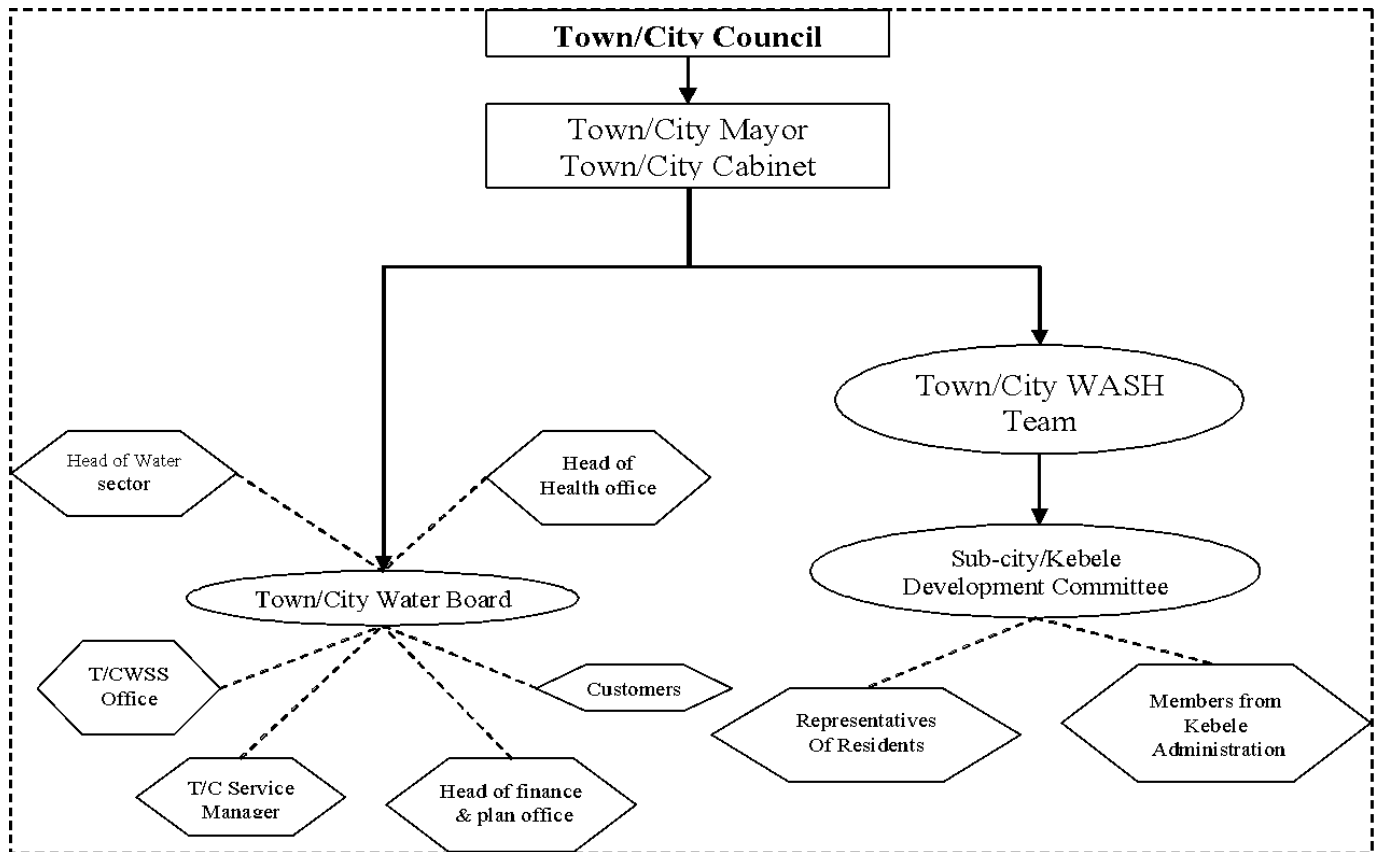 Town/City Council
Town/City Mayor
Town/City Cabinet
Town/City WASH
Team
Head of Water
sector
Head of
Health office
Sub-city/Kebele
Development Committee
Town/City Water Board
T/CWSS
Office
Customers
Representatives
Of Residents
Members from
Kebele
Administration
T/C Service
Manager
Head of finance
& plan office